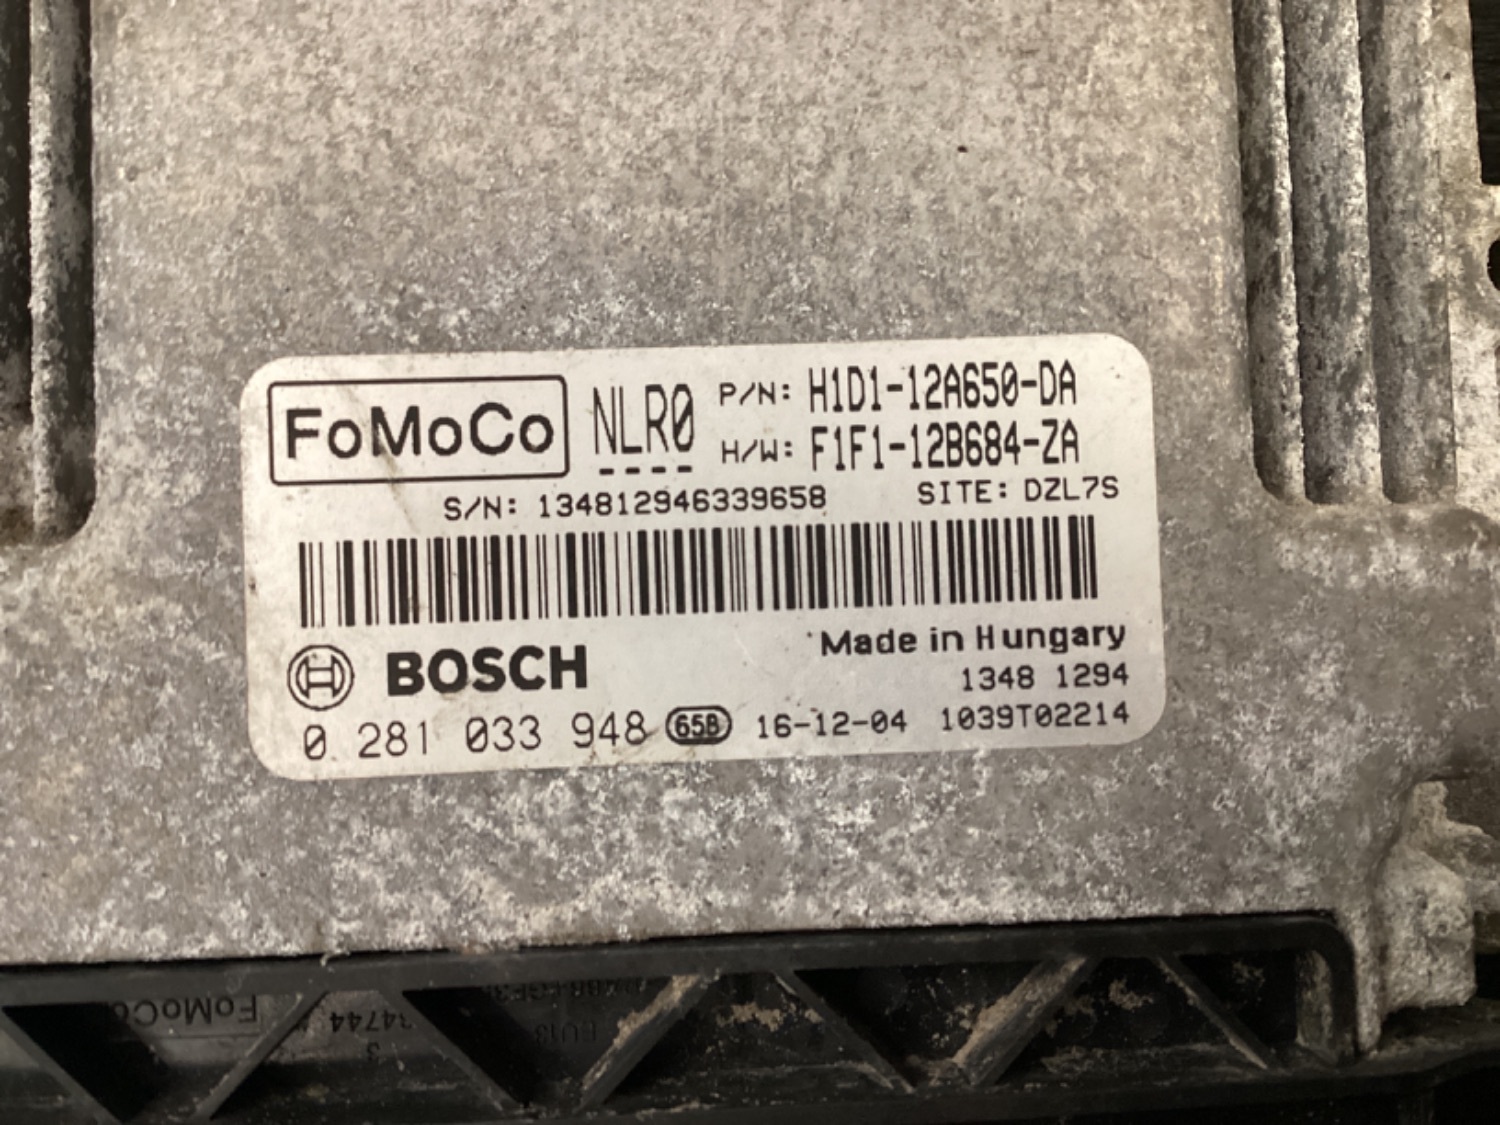 FoMoCo NLR0 P/N: H1D1-12A650-DA
H/W: F1F1-12B684-ZA
S/N: 134812946339658 SITE: DZL7S
BOSCH Made in Hungary
1348 1294
0 281 033 948 65B 16-12-04 1039T02214
FoMoCo